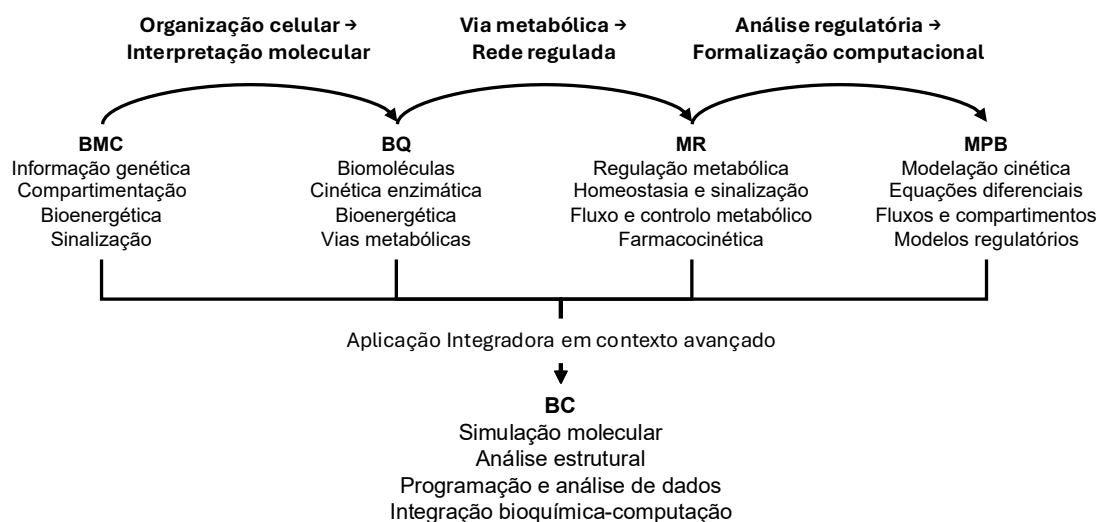 Organização celular →
Interpretação molecular
Via metabólica →
Rede regulada
Análise regulatória →
Formalização computacional
BMC
Informação genética
Compartimentação
Bioenergética
Sinalização
BQ
Biomoléculas
Cinética enzimática
Bioenergética
Vias metabólicas
MR
Regulação metabólica
Homeostasia e sinalização
Fluxo e controlo metabólico
Farmacocinética
MPB
Modelação cinética
Equações diferenciais
Fluxos e compartimentos
Modelos regulatórios
Aplicação Integradora em contexto avançado
BC
Simulação molecular
Análise estrutural
Programação e análise de dados
Integração bioquímica-computação